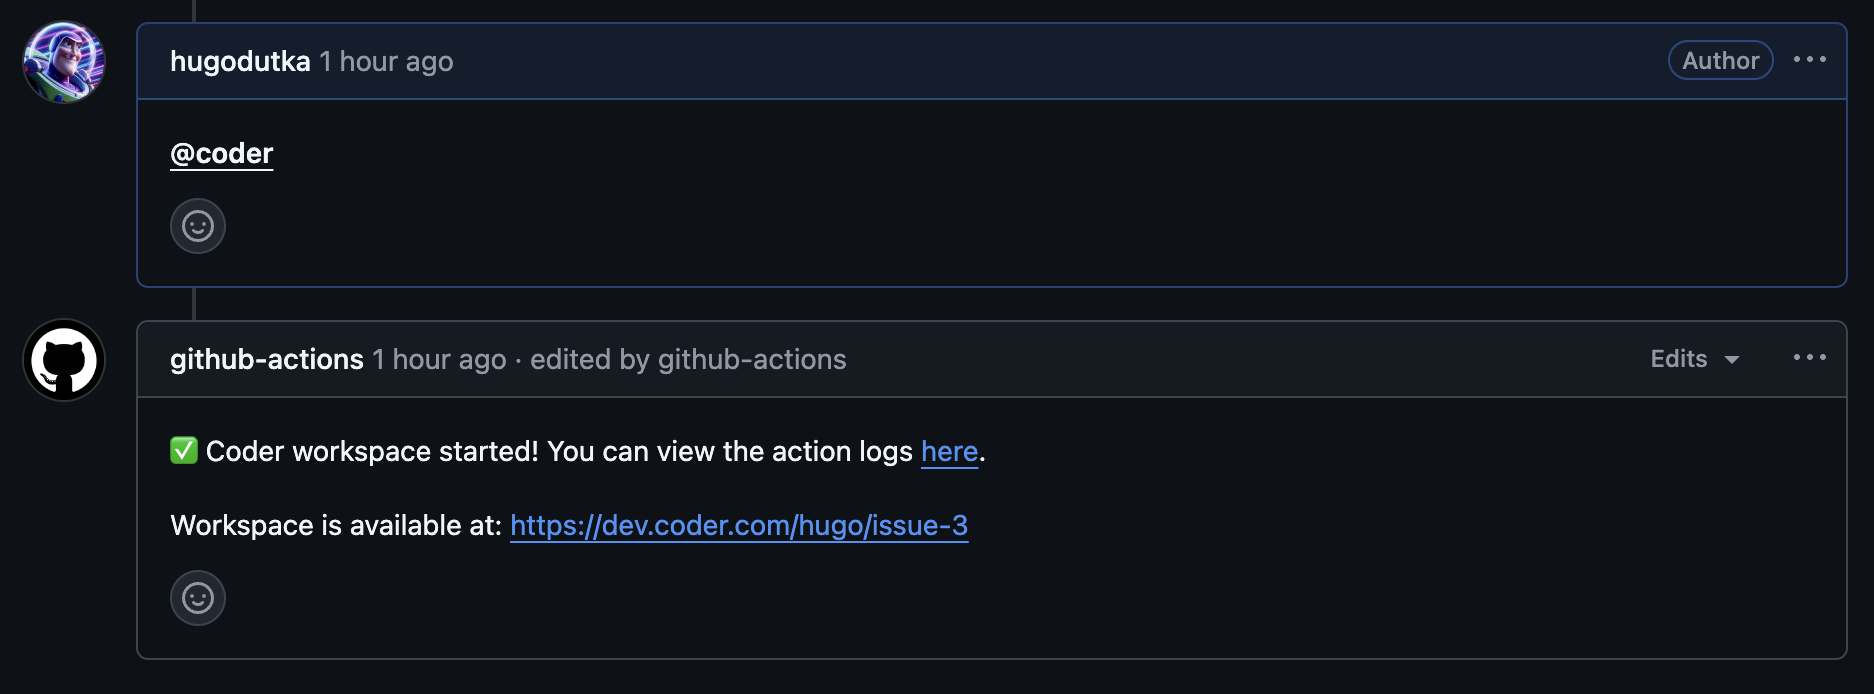 hugodutka 1 hour ago Author
@coder
github-actions 1 hour ago · edited by github-actions Edits
✅ Coder workspace started! You can view the action logs here.
Workspace is available at: https://dev.coder.com/hugo/issue-3